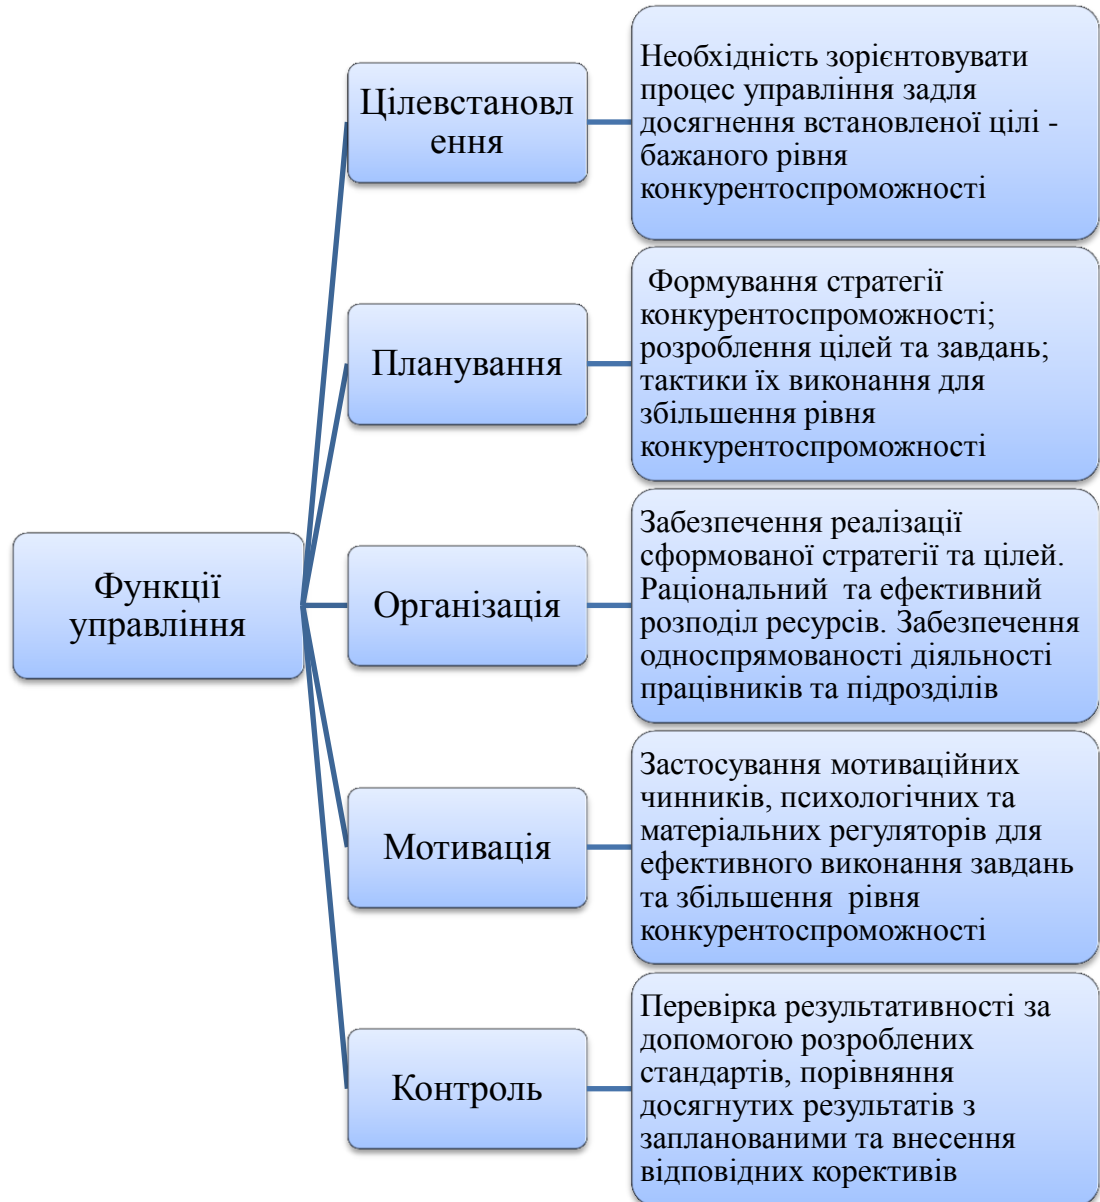 Цілевстановл
ення
Необхідність зорієнтовувати
процес управління задля
досягнення встановленої цілі -
бажаного рівня
конкурентоспроможності
Планування
Формування стратегії
конкурентоспроможності;
розроблення цілей та завдань;
тактики їх виконання для
збільшення рівня
конкурентоспроможності
Функції
управління
Організація
Забезпечення реалізації
сформованої стратегії та цілей.
Раціональний та ефективний
розподіл ресурсів. Забезпечення
односпрямованості діяльності
працівників та підрозділів
Мотивація
Застосування мотиваційних
чинників, психологічних та
матеріальних регуляторів для
ефективного виконання завдань
та збільшення рівня
конкурентоспроможності
Контроль
Перевірка результативності за
допомогою розроблених
стандартів, порівняння
досягнутих результатів з
запланованими та внесення
відповідних корективів